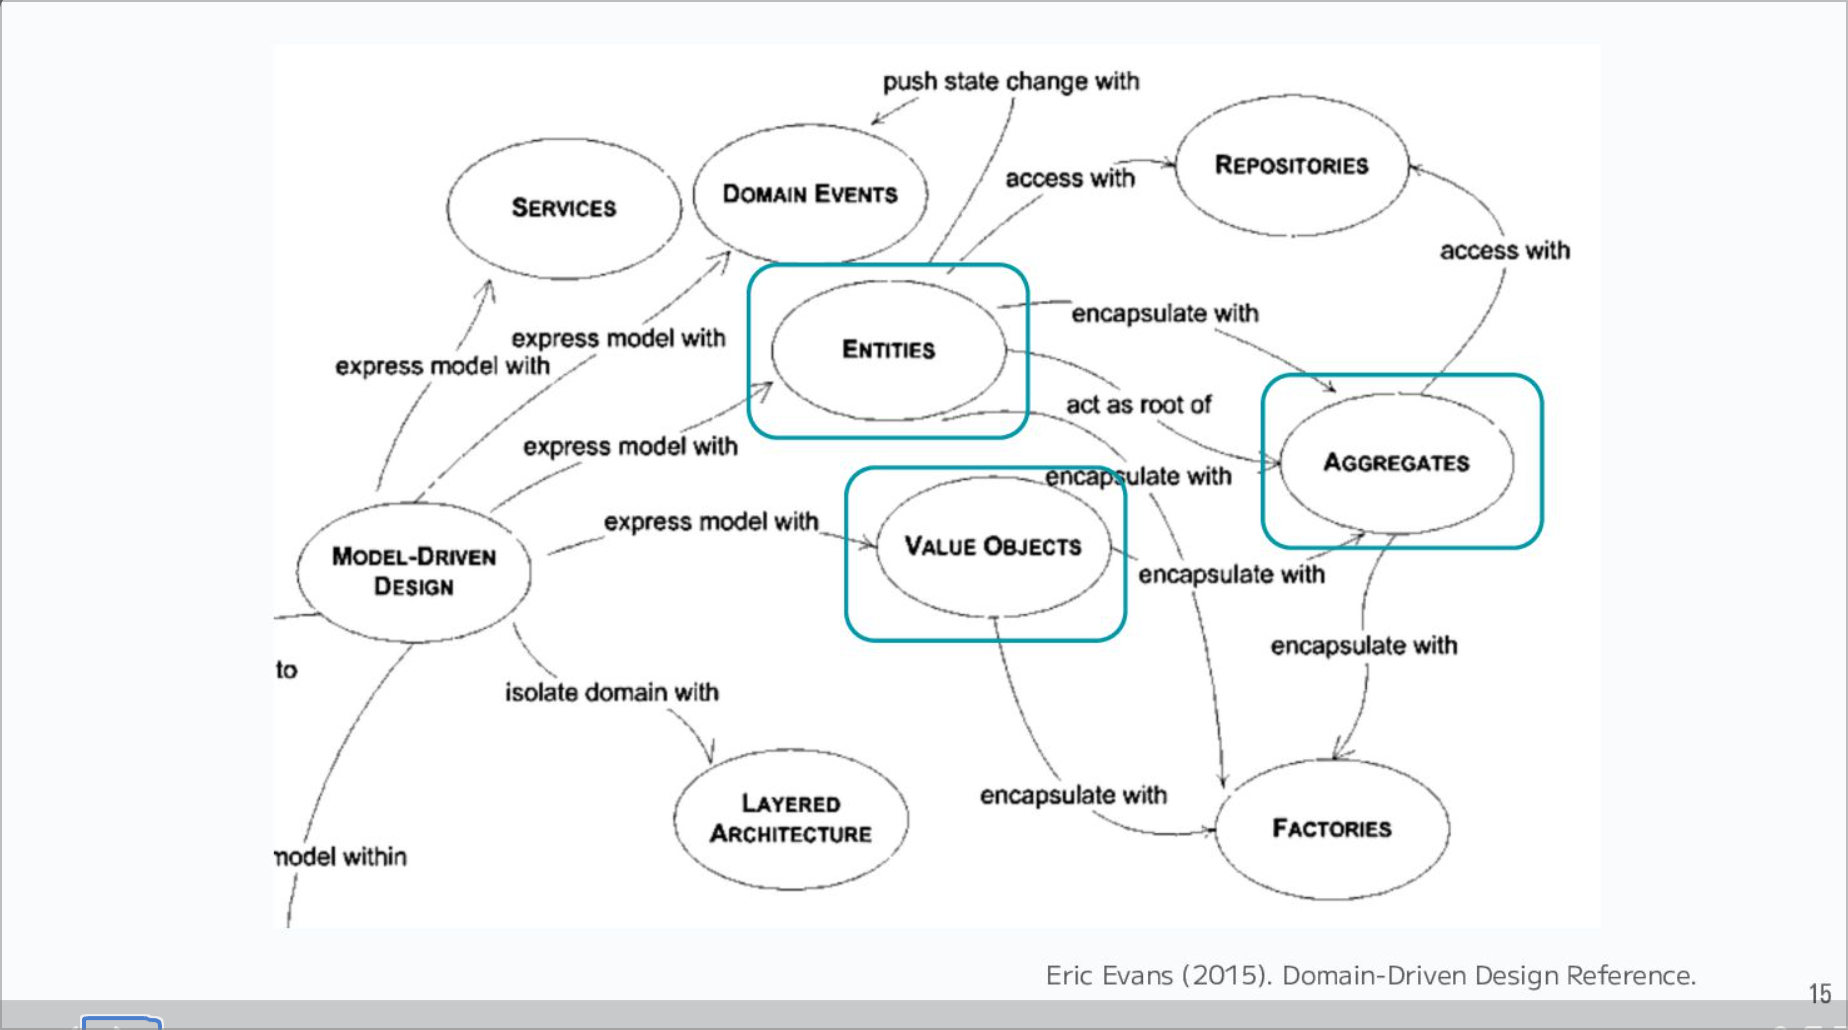 push state change with
REPOSITORIES
access with
DOMAIN EVENTS
SERVICES
access with
encapsulate with
express model with
ENTITIES
express model with
act as root of
express model with
AGGREGATES
encapsulate with
express model with
VALUE OBJECTS
MODEL-DRIVEN
DESIGN
encapsulate with
encapsulate with
to
isolate domain with
encapsulate with
LAYERED
ARCHITECTURE
FACTORIES
model within
Eric Evans (2015). Domain-Driven Design Reference.
15